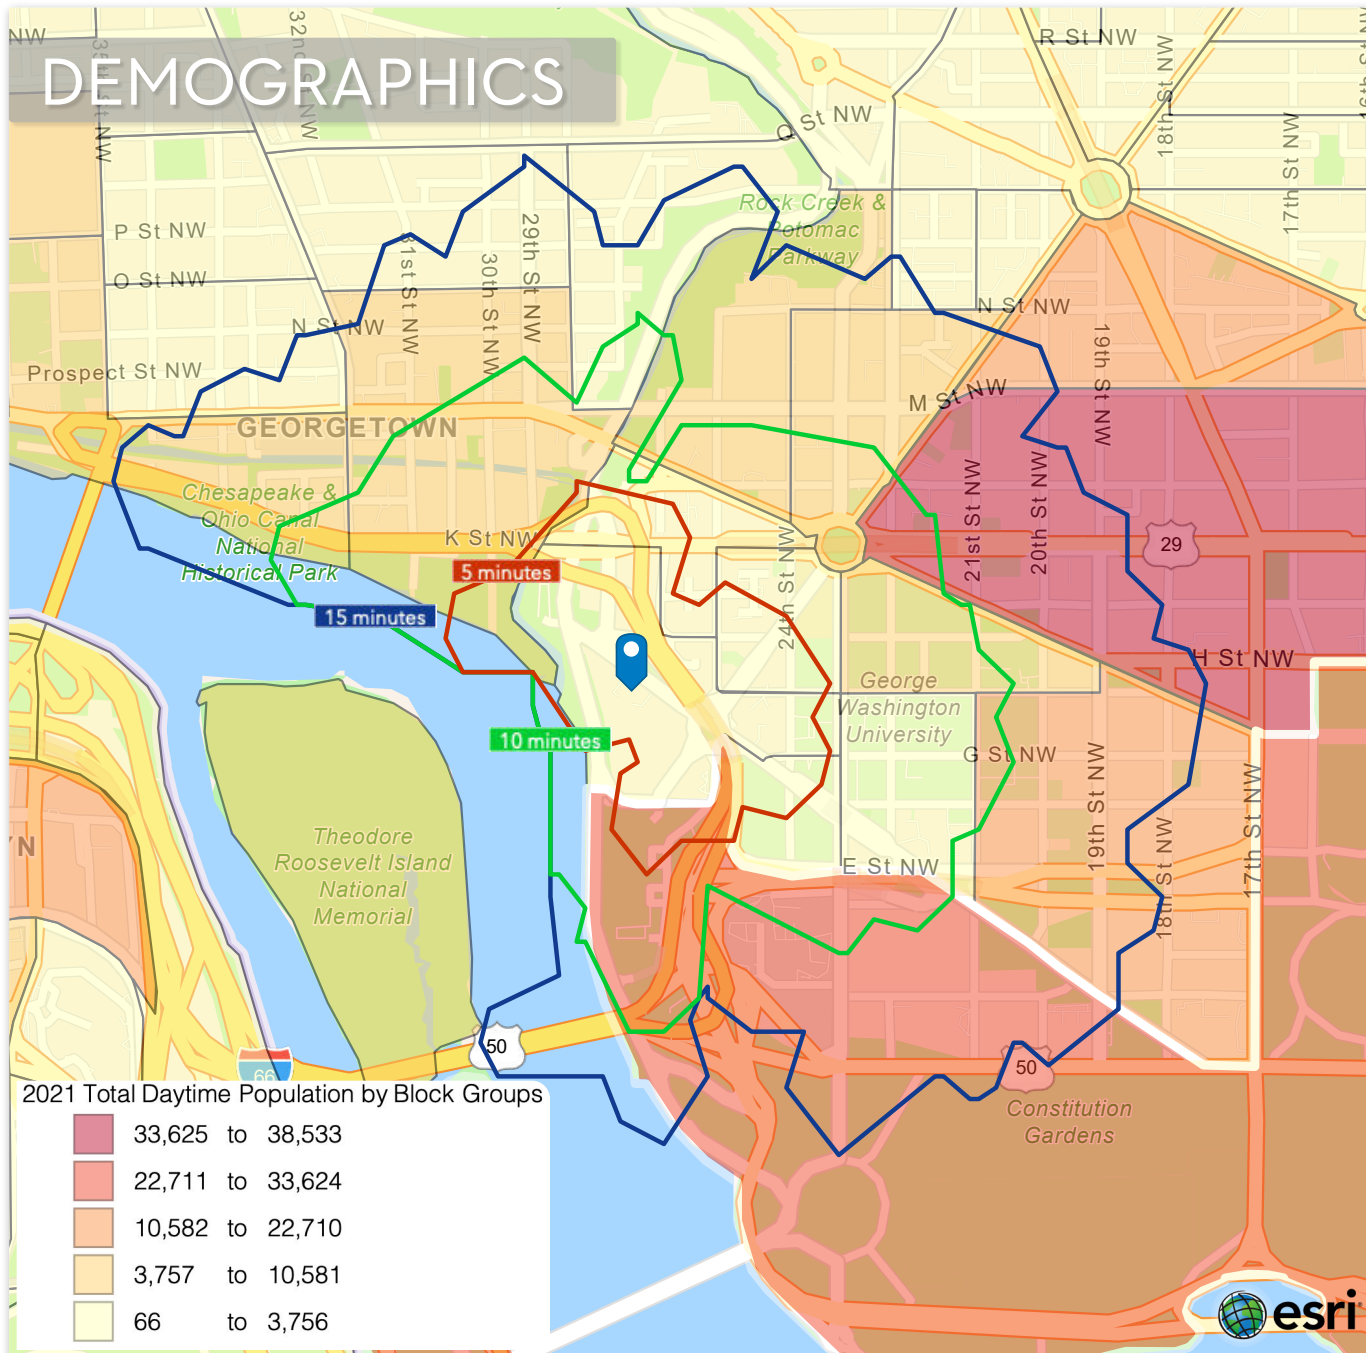 DEMOGRAPHICS
NW
35th St NW
32nd
NW
R St NW
18th St NW
Q St NW
17th St NW
P St NW
O St NW
31st St NW
30th St NW
29th St NW
Rock Creek &
Potomac
Parkway
N St NW
N St NW
19th St NW
Prospect St NW
M St NW
GEORGETOWN
Chesapeake &
Ohio Canal
National
Historical Park
K St NW
24th St NW
21st St NW
20th St NW
29
5 minutes
15 minutes
H St NW
George
Washington
University
10 minutes
G St NW
19th St NW
17th St NW
18th St NW
E St NW
YN
Theodore
Roosevelt Island
National
Memorial
50
66
50
Constitution
Gardens
2021 Total Daytime Population by Block Groups
33,625 to 38,533
22,711 to 33,624
10,582 to 22,710
3,757 to 10,581
66 to 3,756
esri